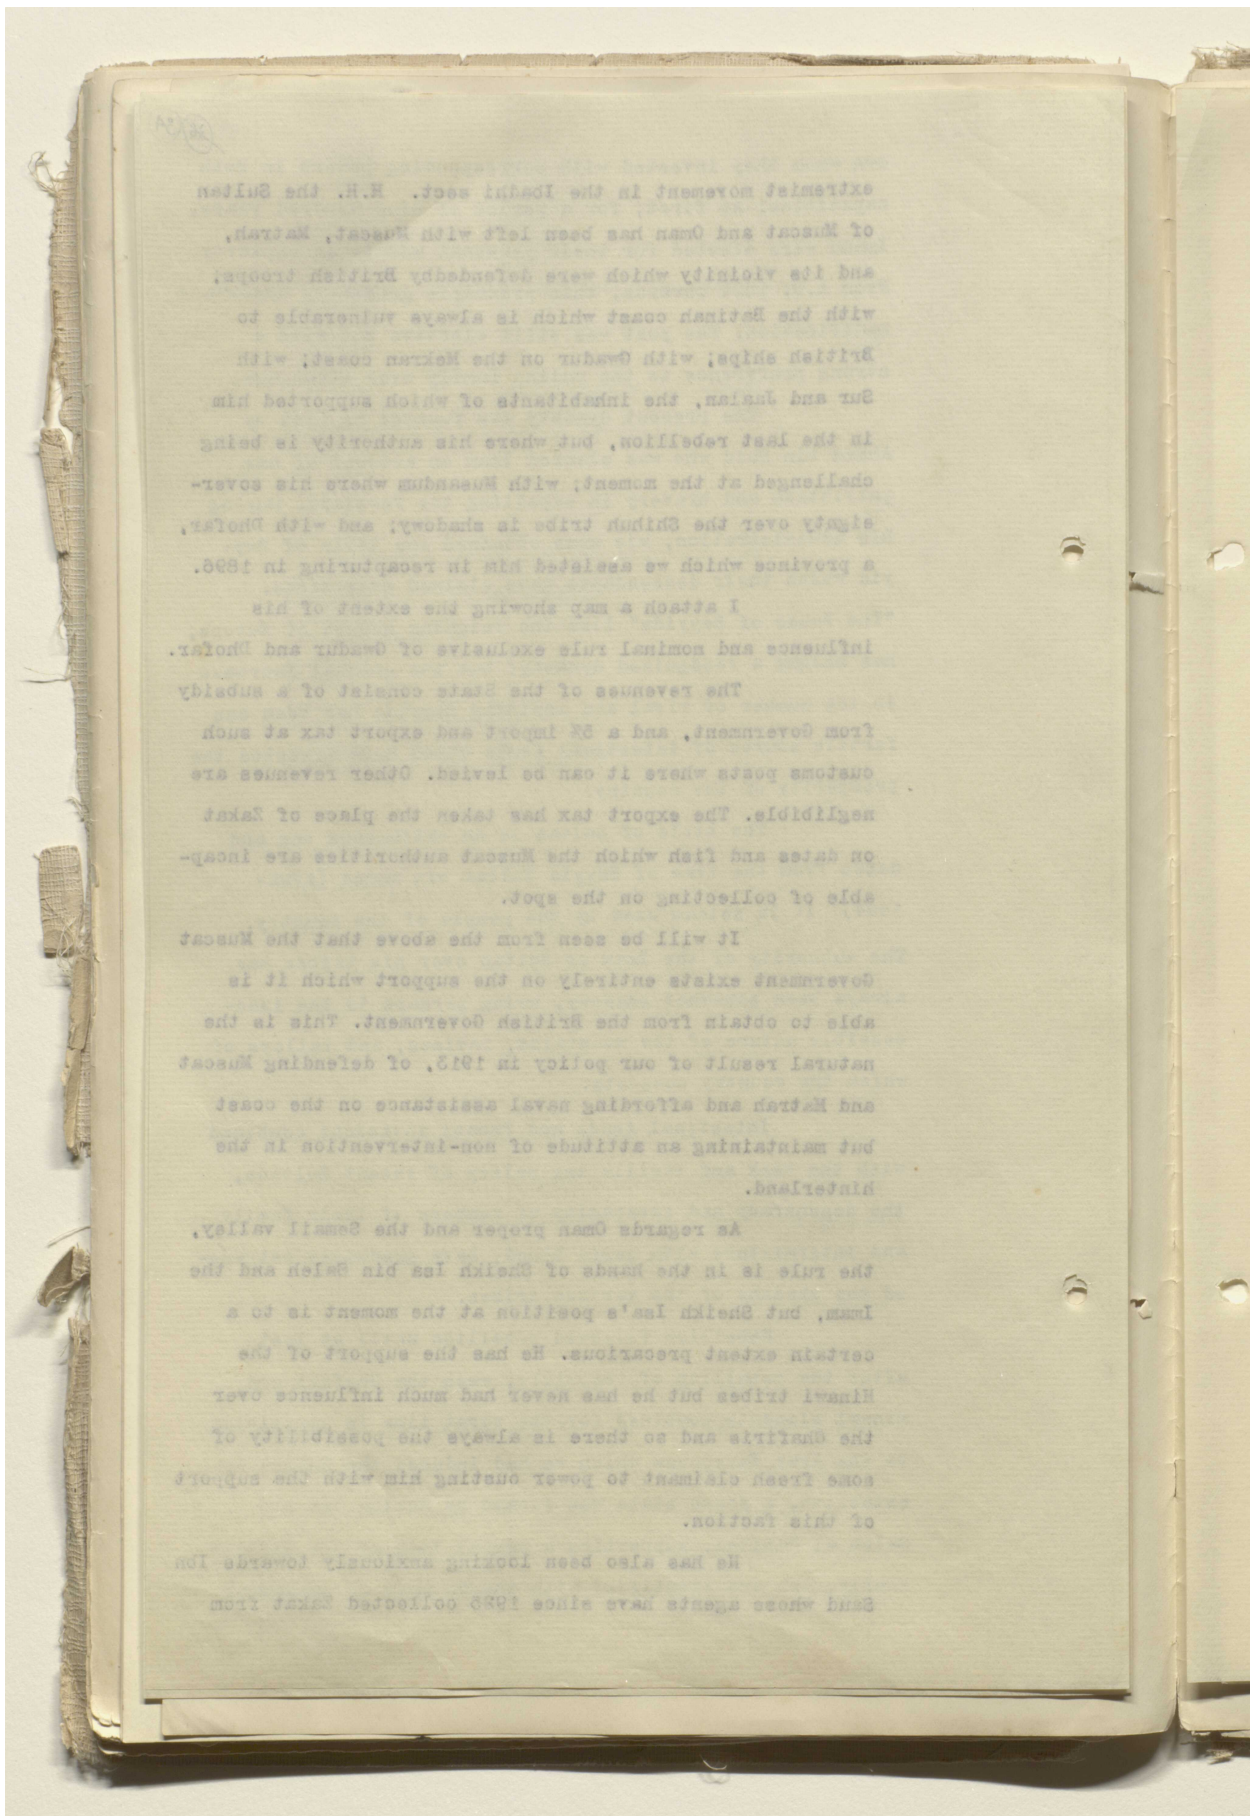 extremist movement in the Ibadhi sect. H.H. the Sultan
of Muscat and Oman has been left with Muscat, Matrah,
and its vicinity which were defendedby British troops;
with the Batinah coast which is always vulnerable to
British ships; with Gwadur on the Mekran coast; with
Sur and Jaalan, the inhabitants of which supported him
in the last rebellion, but where his authority is being
challenged at the moment; with Musandum where his sover-
eignty over the Shihuh tribe is shadowy; and with Dhofar,
a province which we assisted him in recapturing in 1896.
I attach a map showing the extent of his
influence and nominal rule exclusive of Gwadur and Dhofar.
The revenues of the State consist of a subsidy
from Government, and a 5% import and export tax at such
customs posts where it can be levied. Other revenues are
neglibible. The export tax has taken the place of Zakat
on dates and fish which the Muscat authorities are incap-
able of collecting on the spot.
It will be seen from the above that the Muscat
Government exists entirely on the support which it is
able to obtain from the British Government. This is the
natural result of our policy in 1913, of defending Muscat
and Matrah and affording naval assistance on the coast
but maintaining an attitude of non-intervention in the
hinterland.
As regards Oman proper and the Semail valley,
the rule is in the hands of Sheikh Isa bin Saleh and the
Imam, but Sheikh Isa's position at the moment is to a
certain extent precarious. He has the support of the
Hinawi tribes but he has never had much influence over
the Ghafiris and so there is always the possibility of
some fresh claimant to power ousting him with the support
of this faction.
He has also been looking anxiously towards Ibn
Saud whose agents have since 1925 collected Zakat from